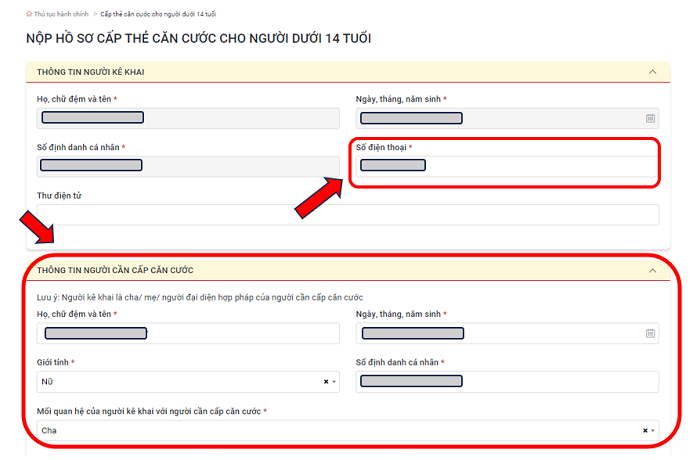 Thủ tục hành chính > Cấp thẻ căn cước cho người dưới 14 tuổi
NỘP HỒ SƠ CẤP THẺ CĂN CƯỚC CHO NGƯỜI DƯỚI 14 TUỔI
THÔNG TIN NGƯỜI KÊ KHAI
Họ, chữ đệm và tên *
Ngày, tháng, năm sinh *
Số định danh cá nhân *
Số điện thoại *
Thư điện tử
THÔNG TIN NGƯỜI CẦN CẤP CĂN CƯỚC
Lưu ý: Người kê khai là cha/ mẹ/ người đại diện hợp pháp của người cần cấp căn cước
Họ, chữ đệm và tên *
Ngày, tháng, năm sinh *
Giới tính *
Số định danh cá nhân *
Nữ
Mối quan hệ của người kê khai với người cần cấp căn cước *
Cha